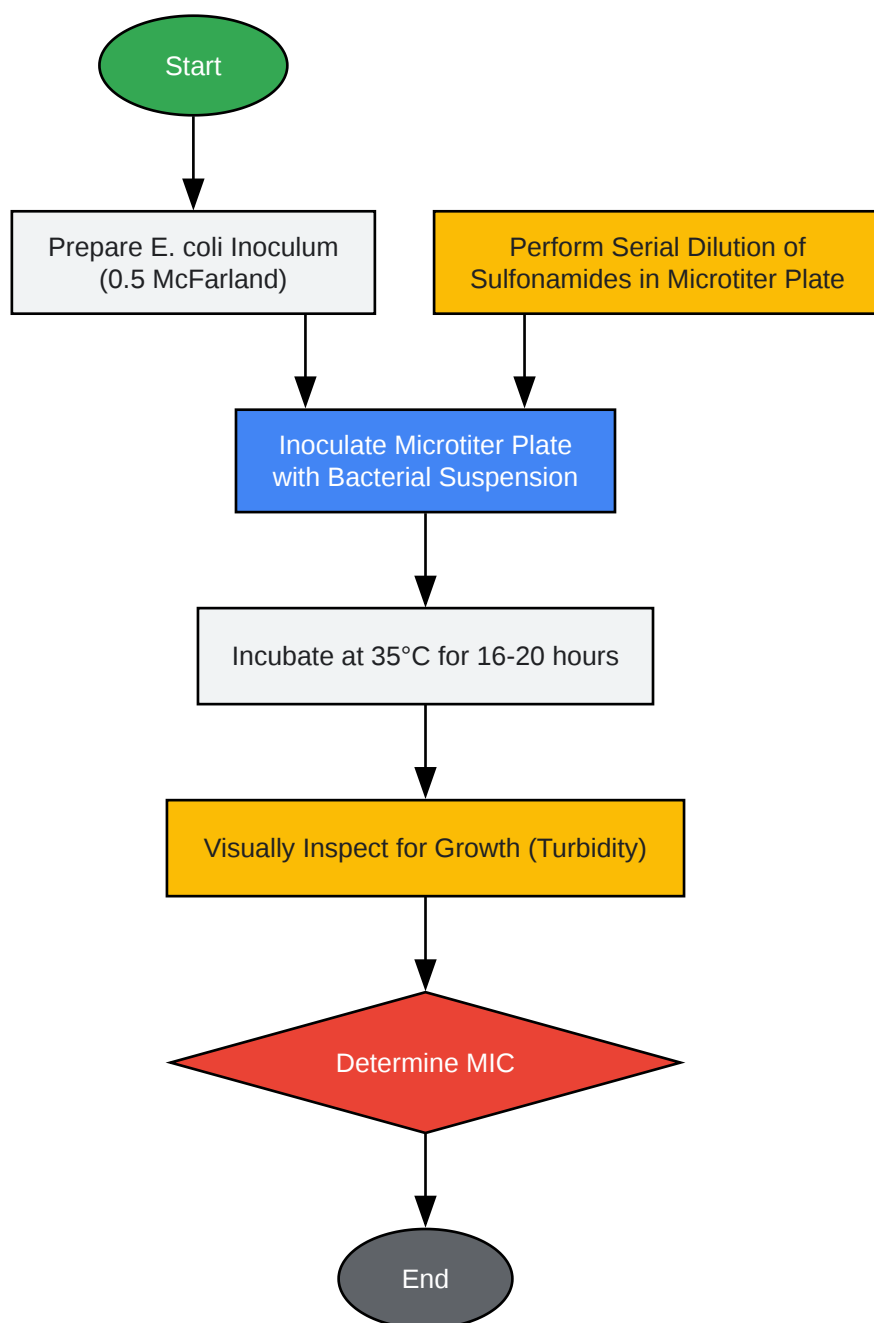 Start
Prepare E. coli Inoculum
(0.5 McFarland)
Perform Serial Dilution of
Sulfonamides in Microtiter Plate
Inoculate Microtiter Plate
with Bacterial Suspension
Incubate at 35°C for 16-20 hours
Visually Inspect for Growth (Turbidity)
Determine MIC
End